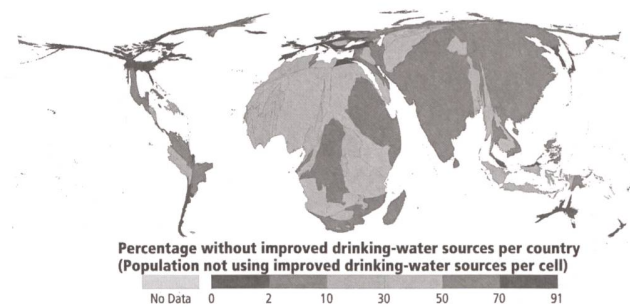 Percentage without improved drinking-water sources per country
(Population not using improved drinking-water sources per cell)
No Data 0 2 10 30 50 70 91